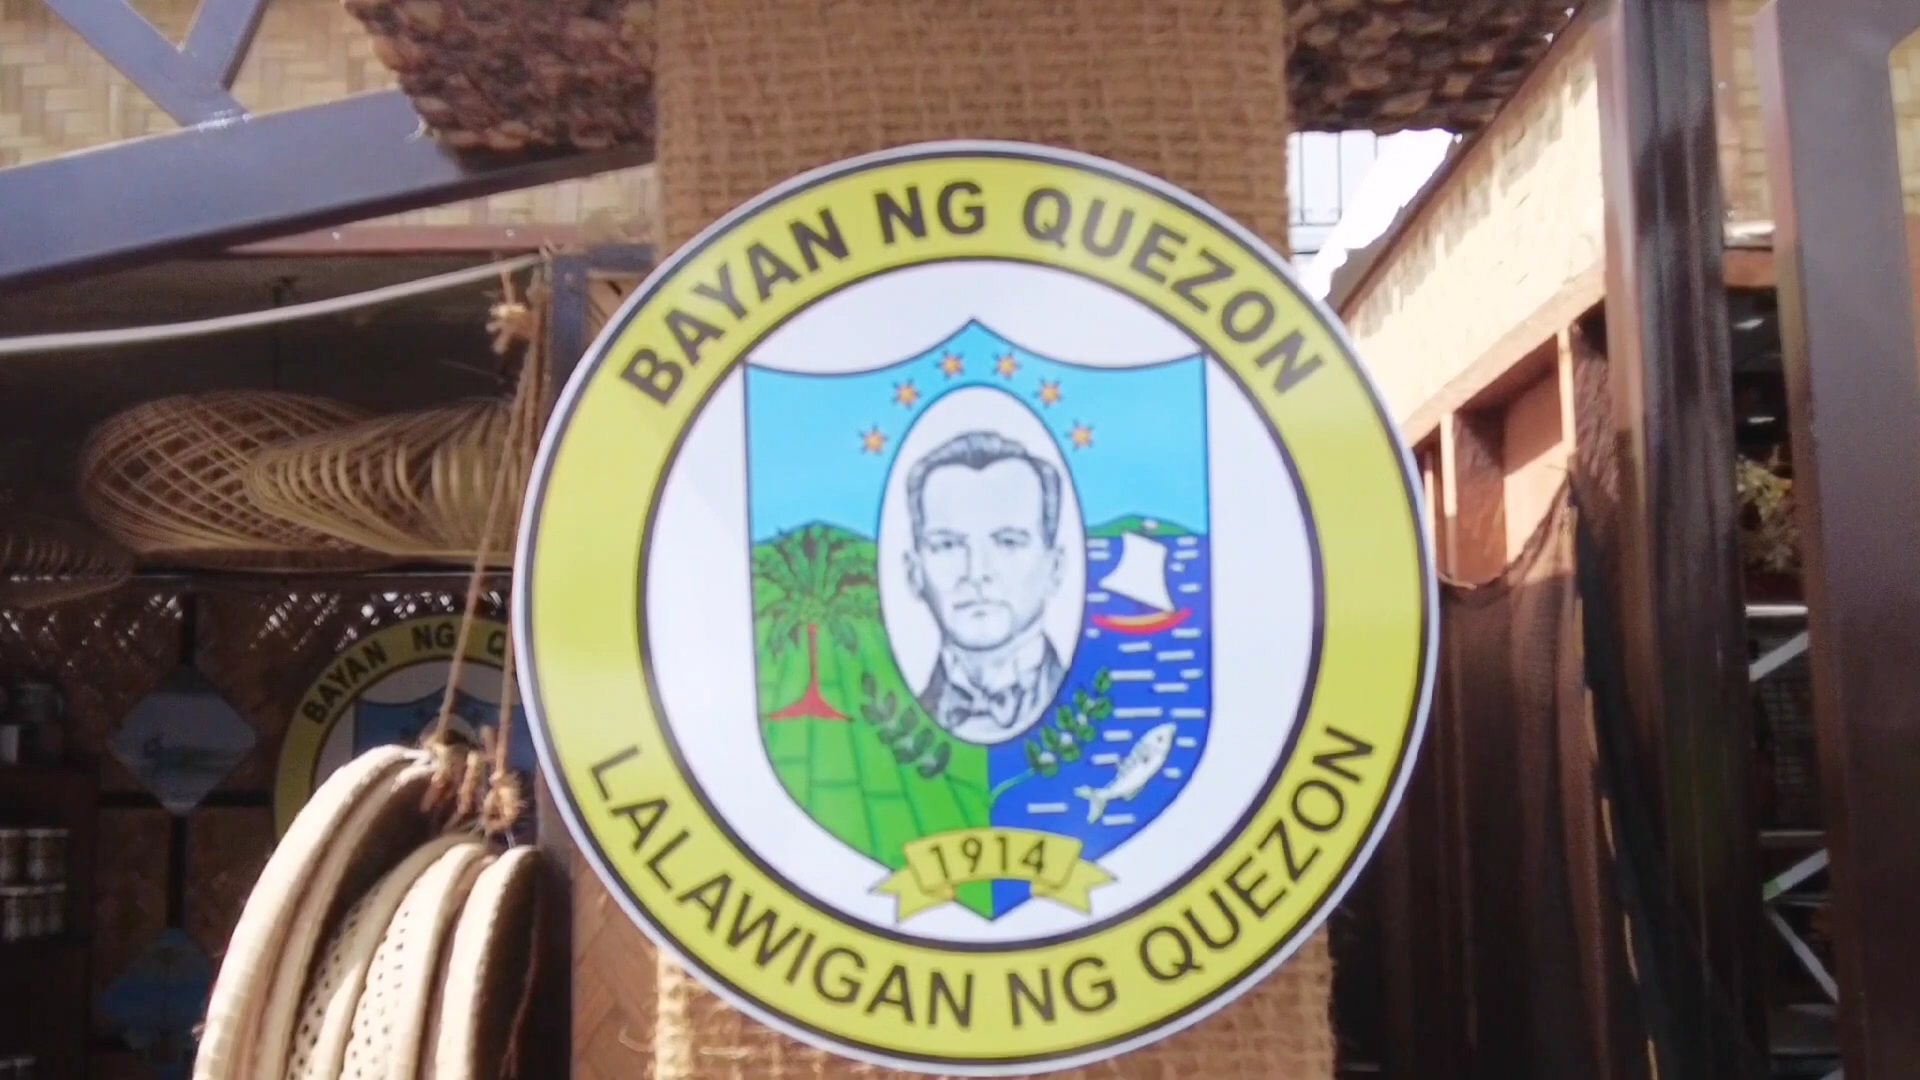 BAYAN NG QUEZON
1914
LALAWIGAN NG QUEZON
BAYAN NG